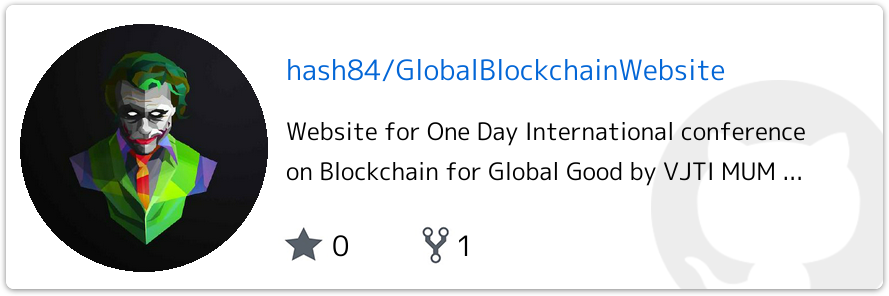 hash84/GlobalBlockchainWebsite
Website for One Day International conference
on Blockchain for Global Good by VJTI MUM ...
0 1